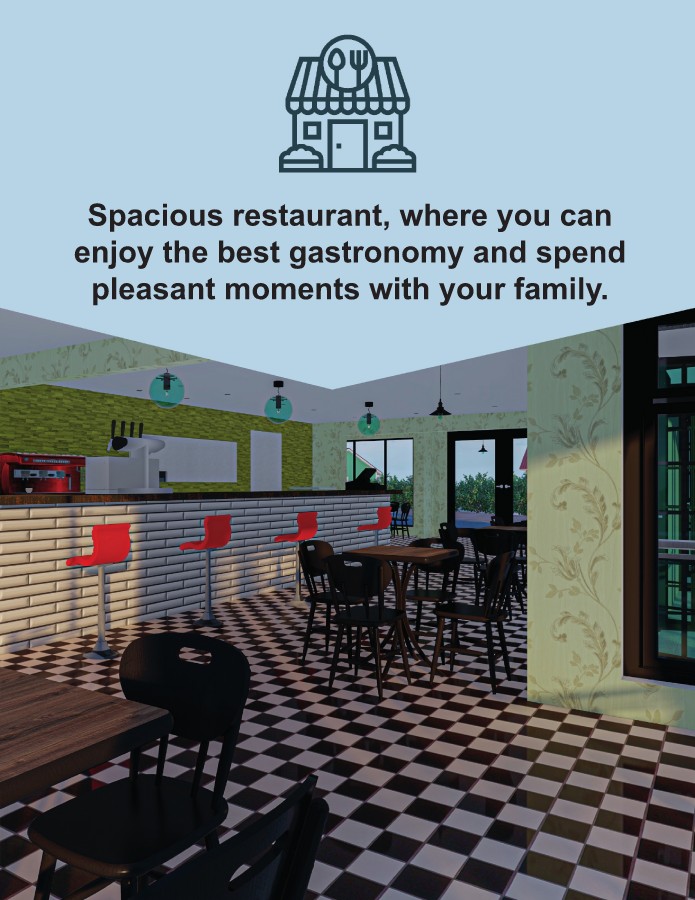 Spacious restaurant, where you can
enjoy the best gastronomy and spend
pleasant moments with your family.